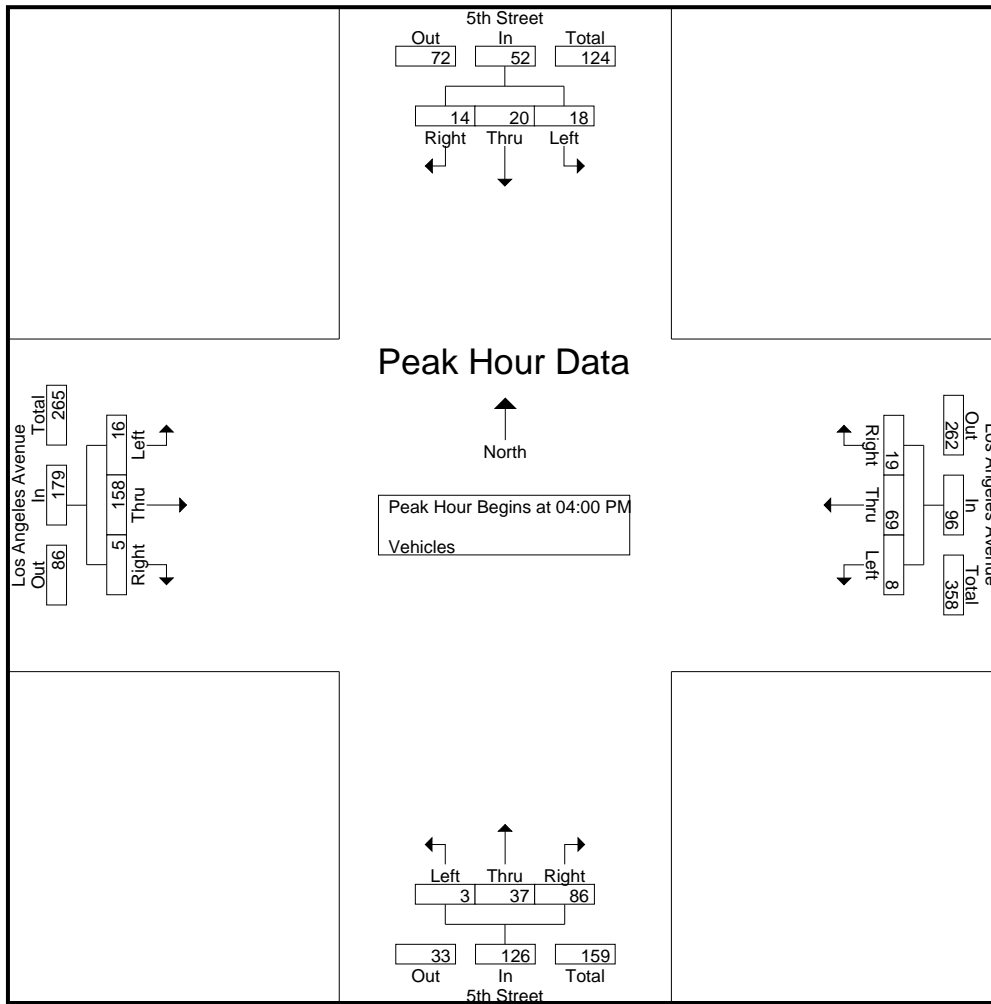 5th Street
Out In Total
72 52 124
14 20 18
Right Thru Left
Peak Hour Data
North
Peak Hour Begins at 04:00 PM
Vehicles
Los Angeles Avenue
Out In Total
86 179 265
5 158 16
Right Thru Left
Los Angeles Avenue
Out In Total
262 96 358
19 69 8
Right Thru Left
Left Thru Right
3 37 86
33 126 159
Out In Total
5th Street